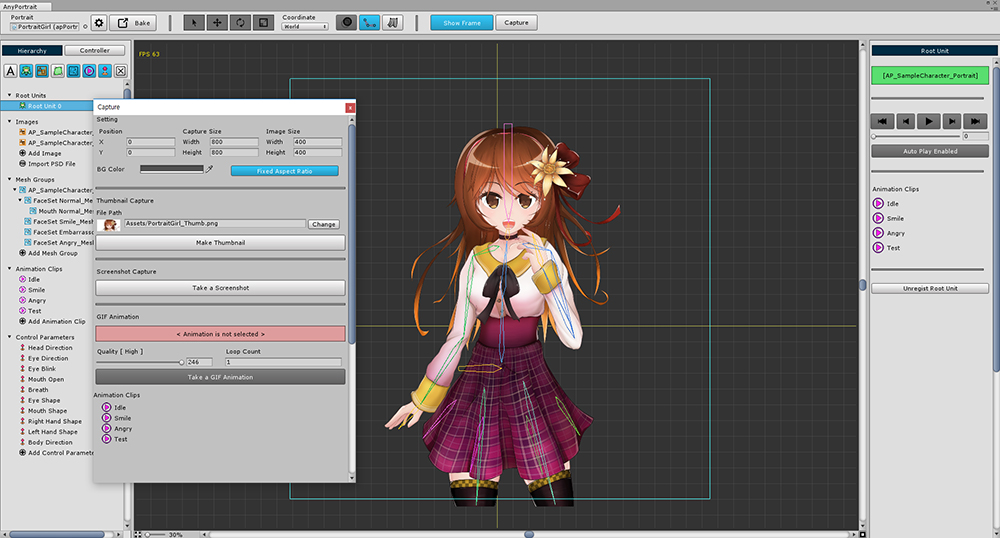 AnyPortrait
Portrait
PortraitGirl (apPortr
Bake
Coordinate
World
Show Frame
Capture
Hierarchy
Controller
FPS 63
Root Units
Root Unit 0
Images
AP_SampleCharacter_
AP_SampleCharacter_
Add Image
Import PSD File
Mesh Groups
AP_SampleCharacter_
FaceSet Normal_Me
Mouth Normal_Mes
FaceSet Smile_Mesh
FaceSet Embarrasse
FaceSet Angry_Mesh
Add Mesh Group
Animation Clips
Idle
Smile
Angry
Test
Add Animation Clip
Control Parameters
Head Direction
Eye Direction
Eye Blink
Mouth Open
Breath
Eye Shape
Mouth Shape
Right Hand Shape
Left Hand Shape
Body Direction
Add Control Paramete
Capture
Setting
Position
Capture Size
Image Size
X
0
Width
800
Width
400
Y
0
Height
800
Height
400
BG Color
Fixed Aspect Ratio
Thumbnail Capture
File Path
Assets/PortraitGirl_Thumb.png
Change
Make Thumbnail
Screenshot Capture
Take a Screenshot
GIF Animation
< Animation is not selected >
Quality [ High ]
Loop Count
246
1
Take a GIF Animation
Animation Clips
Idle
Smile
Angry
Test
30%
Root Unit
[AP_SampleCharacter_Portrait]
0
Auto Play Enabled
Animation Clips
Idle
Smile
Angry
Test
Unregist Root Unit